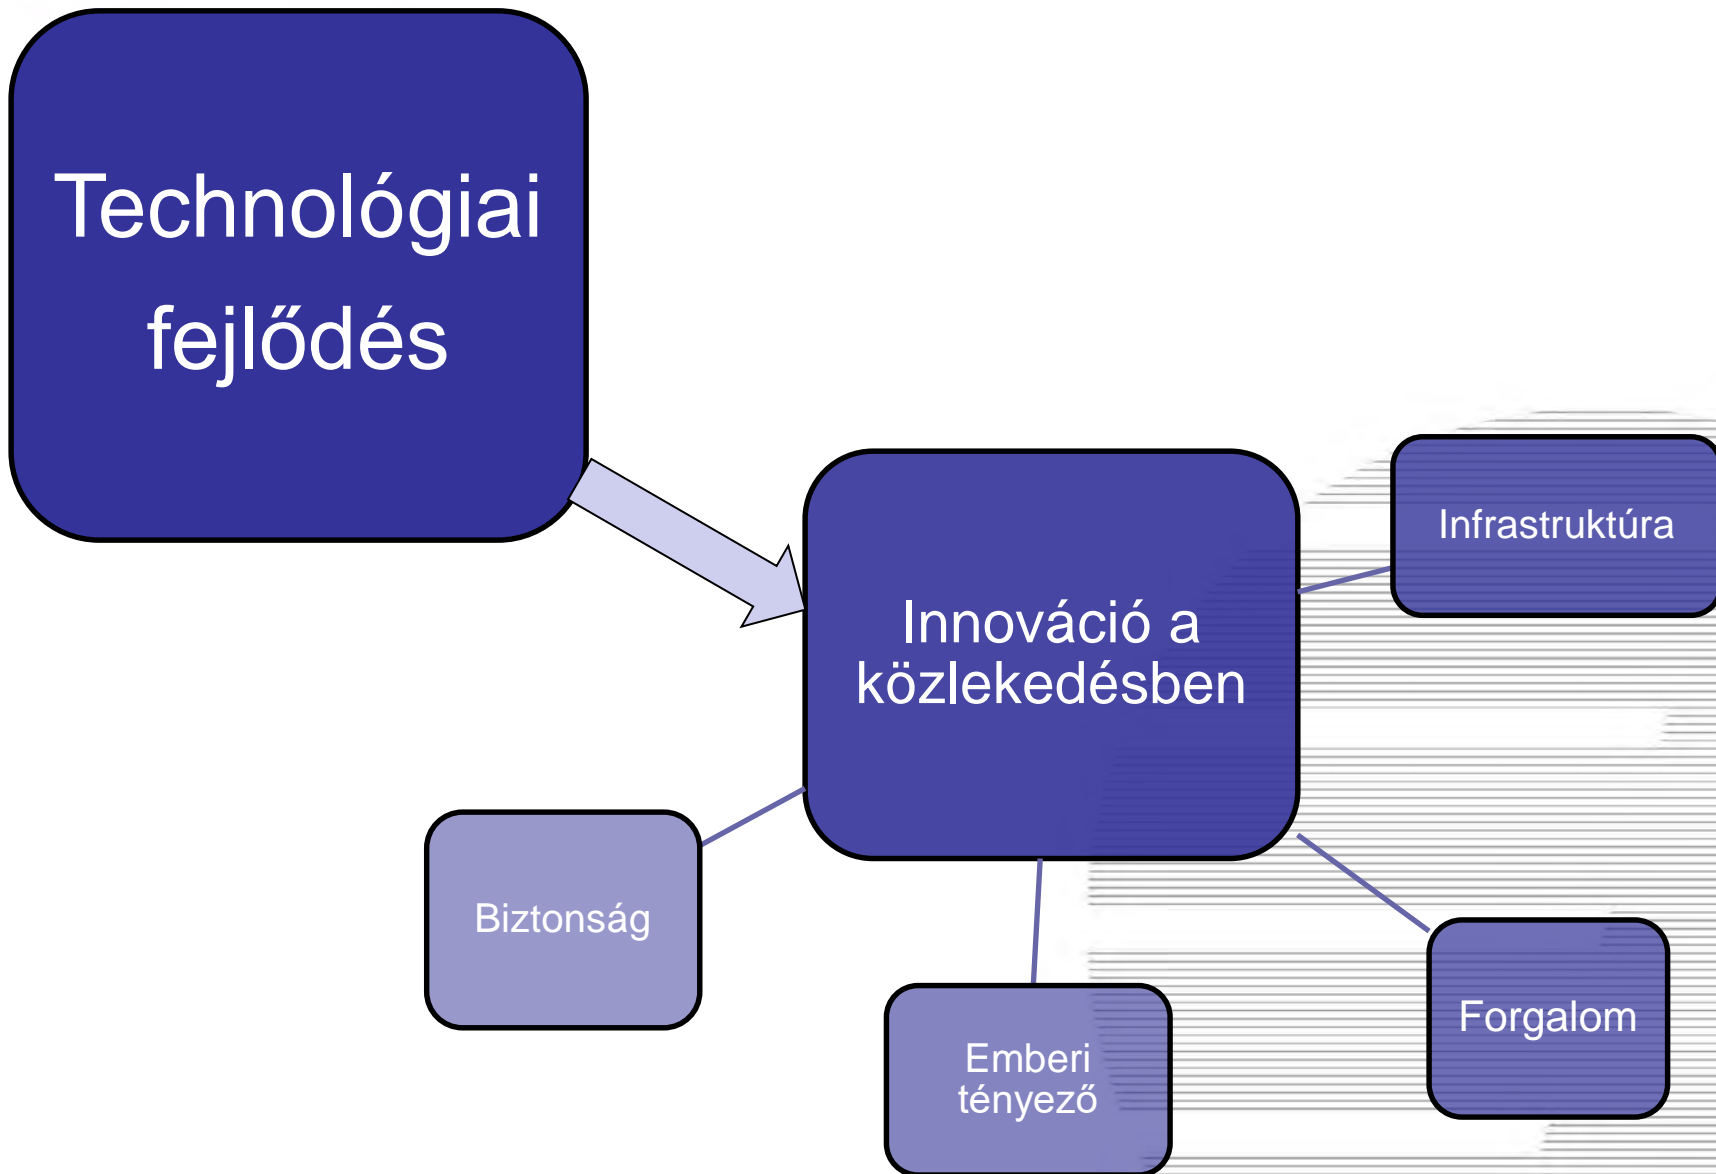 Technológiai
fejlődés
Innováció a
közlekedésben
Infrastruktúra
Biztonság
Emberi
tényező
Forgalom